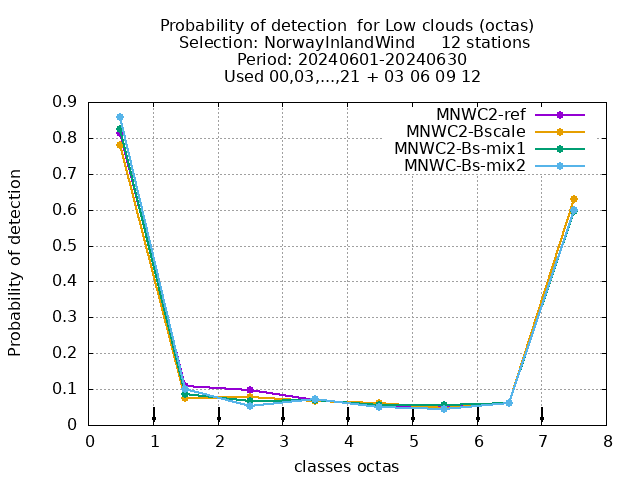 Probability of detection  for Low clouds (octas)
Selection: NorwayInlandWind     12 stations
Period: 20240601-20240630
Used 00,03,...,21 + 03 06 09 12
MNWC2-ref
MNWC2-Bscale
MNWC2-Bs-mix1
MNWC-Bs-mix2
Probability of detection
0.9
0.8
0.7
0.6
0.5
0.4
0.3
0.2
0.1
0
0 1 2 3 4 5 6 7 8
classes octas